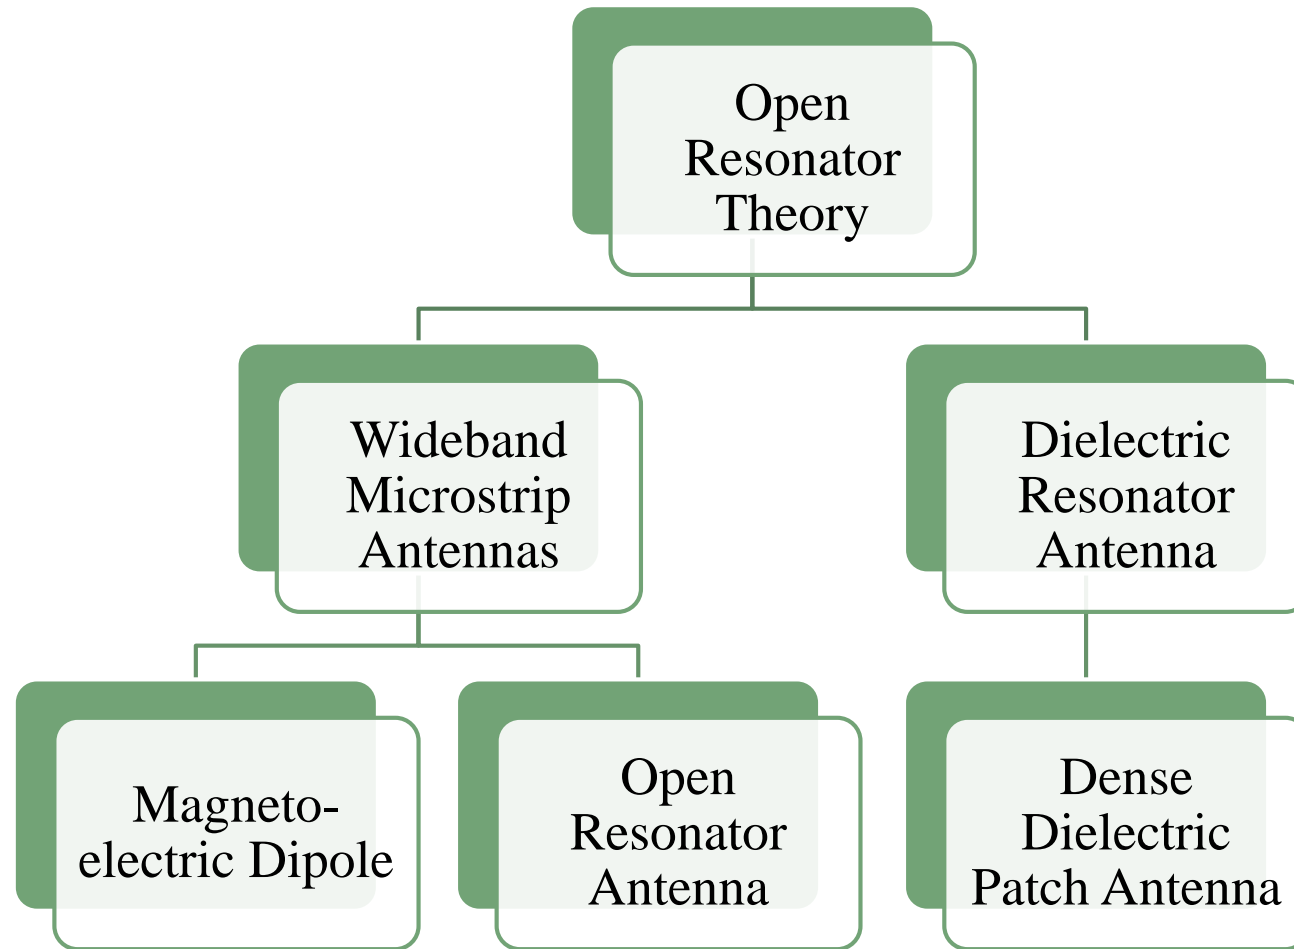 Open
Resonator
Theory
Wideband
Microstrip
Antennas
Dielectric
Resonator
Antenna
Magneto-
electric Dipole
Open
Resonator
Antenna
Dense
Dielectric
Patch Antenna